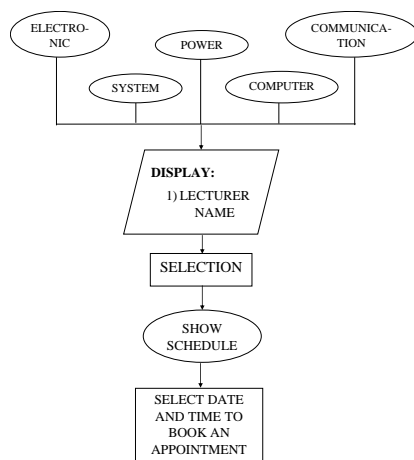 ELECTRO-
NIC
POWER
COMMUNICA-
TION
SYSTEM
COMPUTER
DISPLAY:
1) LECTURER
NAME
SELECTION
SHOW
SCHEDULE
SELECT DATE
AND TIME TO
BOOK AN
APPOINTMENT